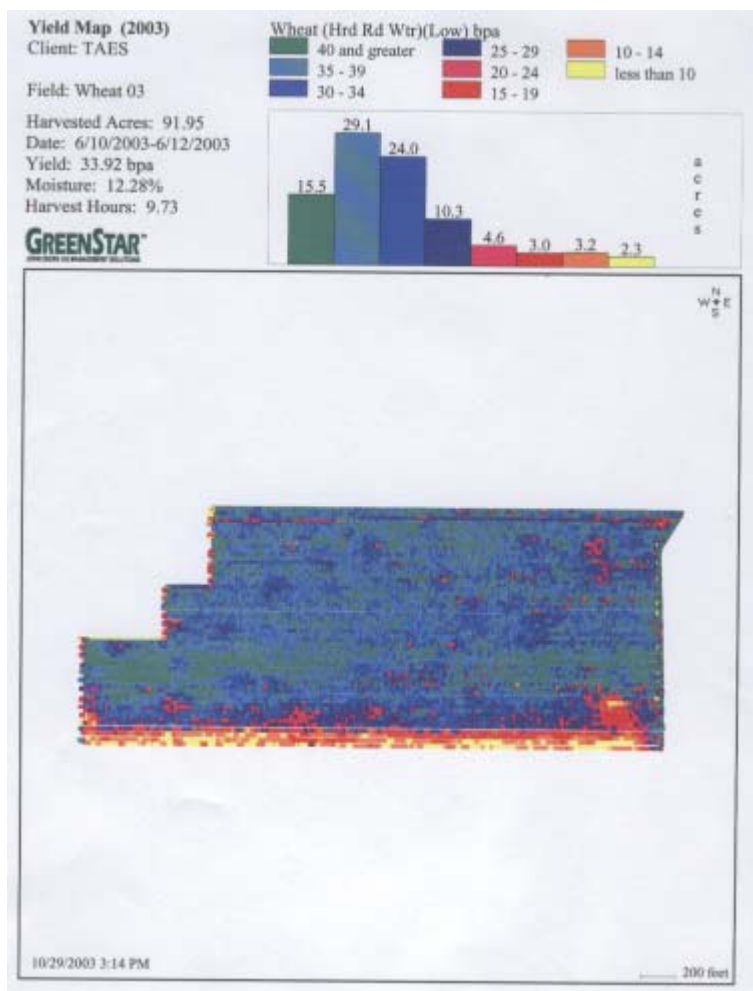 Yield Map (2003)
Client: TAES
Field: Wheat 03
Harvested Acres: 91.95
Date: 6/10/2003-6/12/2003
Yield: 33.92 bpa
Moisture: 12.28%
Harvest Hours: 9.73
GREENSTAR™
Wheat (Hrd Rd Wtr)(Low) bpa
40 and greater
35 - 39
30 - 34
25 - 29
20 - 24
15 - 19
10 - 14
less than 10
15.5
29.1
24.0
10.3
4.6
3.0
3.2
2.3
acres
N
W E
S
10/29/2003 3:14 PM
200 feet